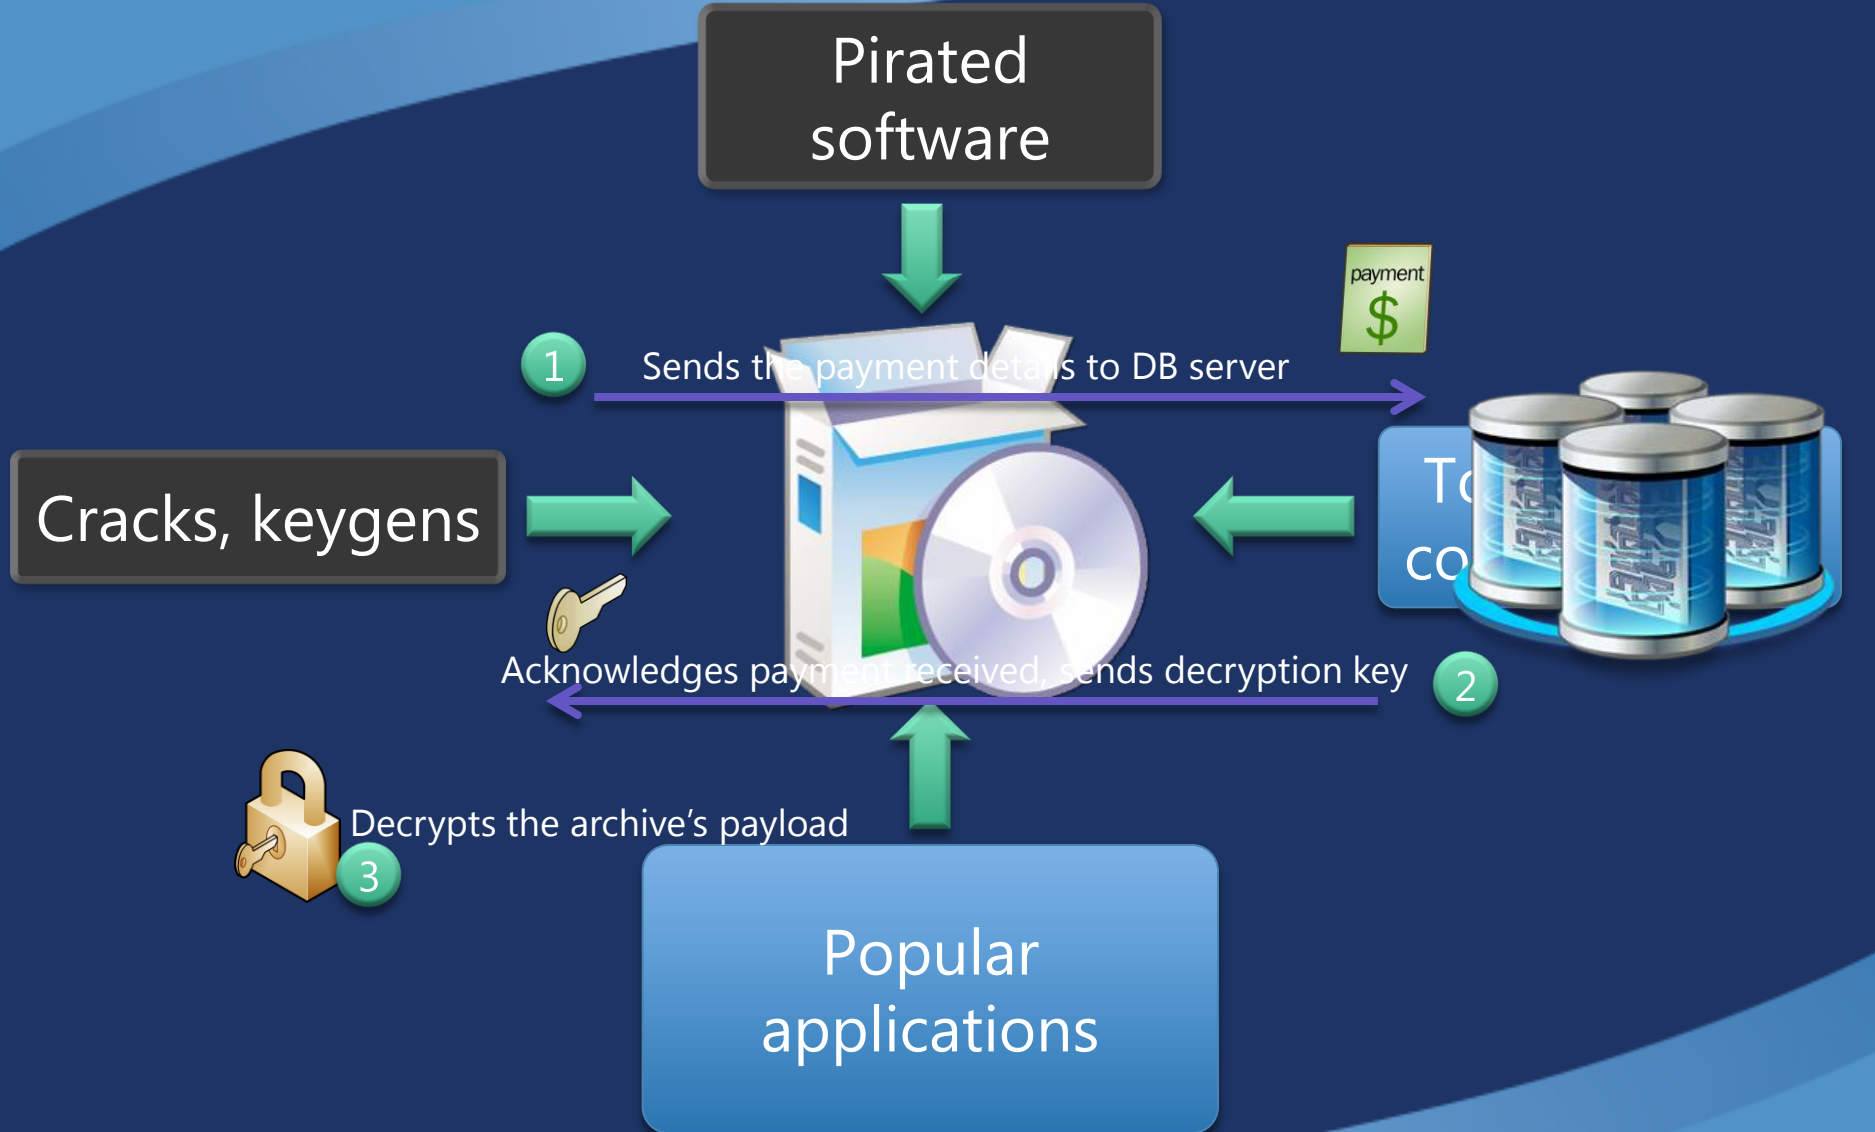 Pirated
software
payment
$
1
Sends the payment details to DB server
Cracks, keygens
Acknowledges payment received, sends decryption key
2
Decrypts the archive’s payload
3
Popular
applications